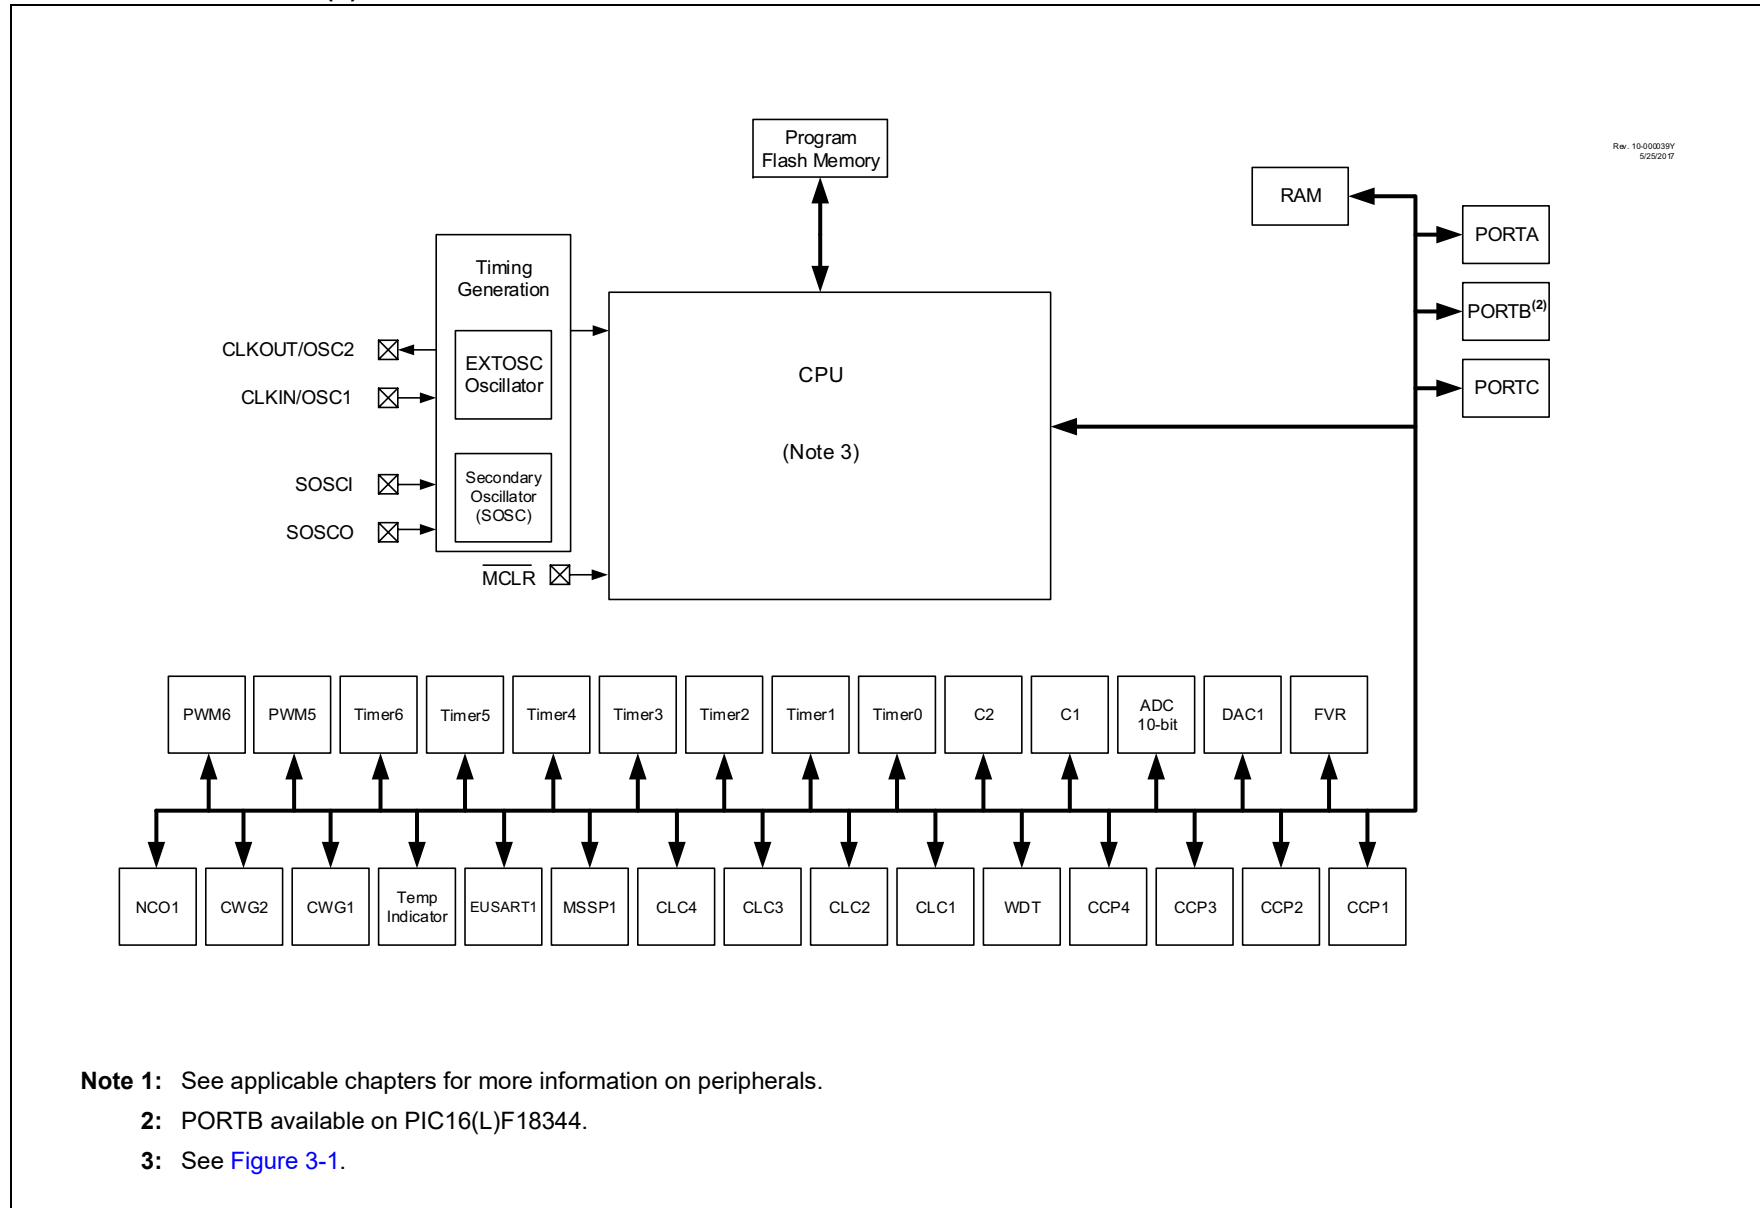 Program
Flash Memory
Rev. 10-000039Y
5/25/2017
RAM
PORTA
Timing
Generation
PORTB(2)
CLKOUT/OSC2
EXTOSC
Oscillator
CPU
PORTC
CLKIN/OSC1
(Note 3)
SOSCI
Secondary
Oscillator
(SOSC)
SOSCO
MCLR
PWM6
PWM5
Timer6
Timer5
Timer4
Timer3
Timer2
Timer1
Timer0
C2
C1
ADC
10-bit
DAC1
FVR
NCO1
CWG2
CWG1
Temp
Indicator
EUSART1
MSSP1
CLC4
CLC3
CLC2
CLC1
WDT
CCP4
CCP3
CCP2
CCP1
Note 1: See applicable chapters for more information on peripherals.
2: PORTB available on PIC16(L)F18344.
3: See Figure 3-1.